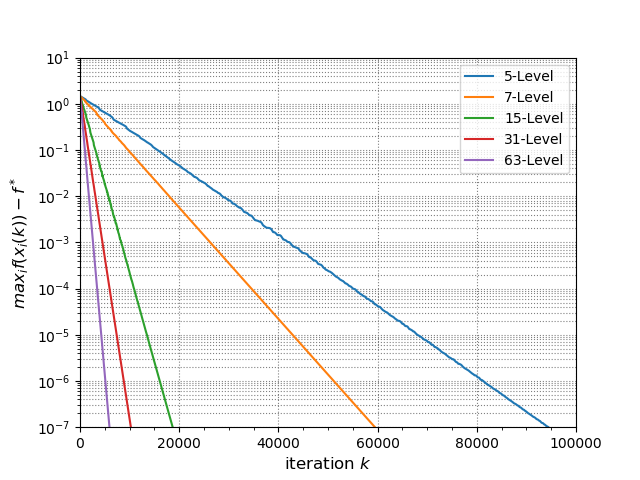 10^1
10^0
10^-1
10^-2
10^-3
10^-4
10^-5
10^-6
10^-7
max_i f(x_i(k)) − f^*
5-Level
7-Level
15-Level
31-Level
63-Level
0 20000 40000 60000 80000 100000
iteration k